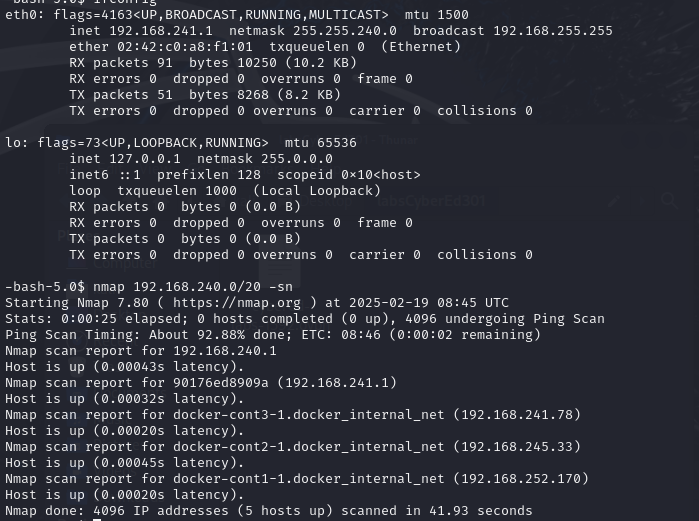 -bash-5.0$ ifconfig
eth0: flags=4163<UP,BROADCAST,RUNNING,MULTICAST>  mtu 1500
        inet 192.168.241.1  netmask 255.255.240.0  broadcast 192.168.255.255
        ether 02:42:c0:a8:f1:01  txqueuelen 0  (Ethernet)
        RX packets 91  bytes 10250 (10.2 KB)
        RX errors 0  dropped 0  overruns 0  frame 0
        TX packets 51  bytes 8268 (8.2 KB)
        TX errors 0  dropped 0 overruns 0  carrier 0  collisions 0

lo: flags=73<UP,LOOPBACK,RUNNING>  mtu 65536
        inet 127.0.0.1  netmask 255.0.0.0
        inet6 ::1  prefixlen 128  scopeid 0×10<host>
        loop  txqueuelen 1000  (Local Loopback)
        RX packets 0  bytes 0 (0.0 B)
        RX errors 0  dropped 0  overruns 0  frame 0
        TX packets 0  bytes 0 (0.0 B)
        TX errors 0  dropped 0 overruns 0  carrier 0  collisions 0

-bash-5.0$ nmap 192.168.240.0/20 -sn
Starting Nmap 7.80 ( https://nmap.org ) at 2025-02-19 08:45 UTC
Stats: 0:00:25 elapsed; 0 hosts completed (0 up), 4096 undergoing Ping Scan
Ping Scan Timing: About 92.88% done; ETC: 08:46 (0:00:02 remaining)
Nmap scan report for 192.168.240.1
Host is up (0.00043s latency).
Nmap scan report for 90176ed8909a (192.168.241.1)
Host is up (0.00032s latency).
Nmap scan report for docker-cont3-1.docker_internal_net (192.168.241.78)
Host is up (0.00020s latency).
Nmap scan report for docker-cont2-1.docker_internal_net (192.168.245.33)
Host is up (0.00045s latency).
Nmap scan report for docker-cont1-1.docker_internal_net (192.168.252.170)
Host is up (0.00020s latency).
Nmap done: 4096 IP addresses (5 hosts up) scanned in 41.93 seconds